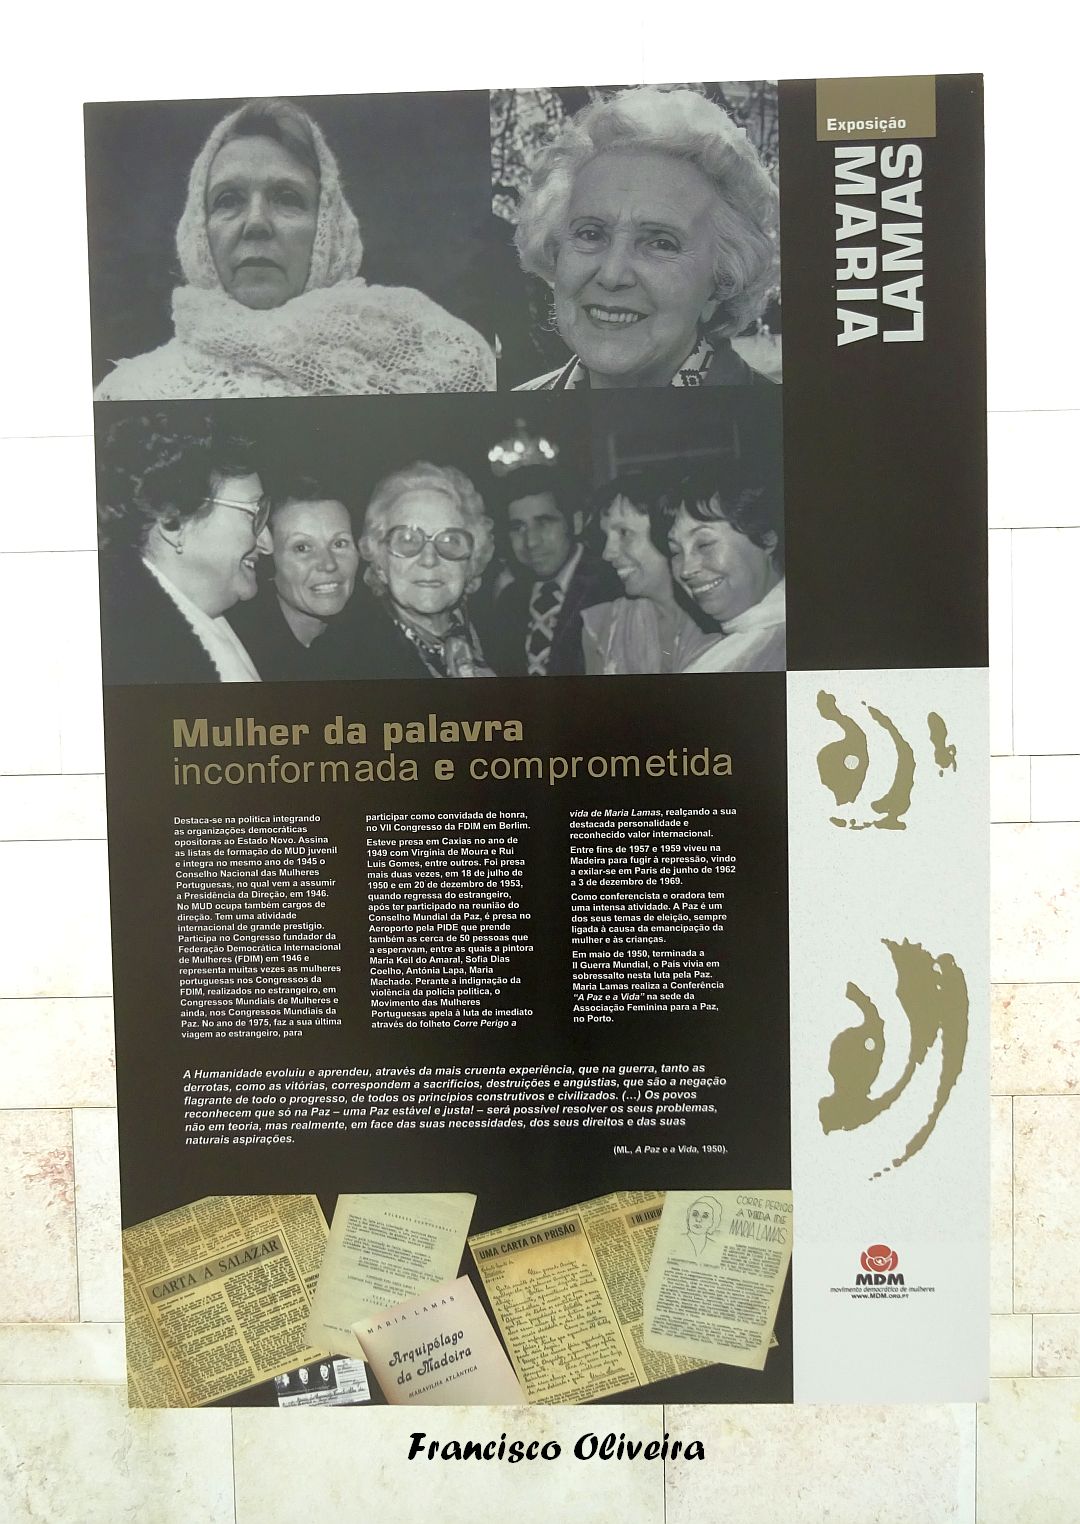 Exposição
MARIA
LAMAS
Mulher da palavra
inconformada e comprometida
Destaca-se na política integrando
as organizações democráticas
opositoras ao Estado Novo. Assina
as listas de formação do MUD juvenil
e integra no mesmo ano de 1945 o
Conselho Nacional das Mulheres
Portuguesas, no qual vem a assumir
a Presidência da Direção, em 1946.
No MUD ocupa também cargos de
direção. Tem uma atividade
internacional de grande prestígio.
Participa no Congresso fundador da
Federação Democrática Internacional
de Mulheres (FDIM) em 1946 e
representa muitas vezes as mulheres
portuguesas nos Congressos da
FDIM, realizados no estrangeiro, em
Congressos Mundiais de Mulheres e
ainda, nos Congressos Mundiais da
Paz. No ano de 1975, faz a sua última
viagem ao estrangeiro, para
participar como convidada de honra,
no VII Congresso da FDIM em Berlim.
Esteve presa em Caxias no ano de
1949 com Virgínia de Moura e Rui
Luis Gomes, entre outros. Foi presa
mais duas vezes, em 18 de julho de
1950 e em 20 de dezembro de 1953,
quando regressa do estrangeiro,
após ter participado na reunião do
Conselho Mundial da Paz, é presa no
Aeroporto pela PIDE que prende
também as cerca de 50 pessoas que
a esperavam, entre as quais a pintora
Maria Keil do Amaral, Sofia Dias
Coelho, Antónia Lapa, Maria
Machado. Perante a indignação da
violência da polícia política, o
Movimento das Mulheres
Portuguesas apela à luta de imediato
através do folheto Corre Perigo a
vida de Maria Lamas, realçando a sua
destacada personalidade e
reconhecido valor internacional.
Entre fins de 1957 e 1959 viveu na
Madeira para fugir à repressão, vindo
a exilar-se em Paris de junho de 1962
a 3 de dezembro de 1969.
Como conferencista e oradora tem
uma intensa atividade. A Paz é um
dos seus temas de eleição, sempre
ligada à causa da emancipação da
mulher e às crianças.
Em maio de 1950, terminada a
II Guerra Mundial, o País vivia em
sobressalto nesta luta pela Paz.
Maria Lamas realiza a Conferência
"A Paz e a Vida" na sede da
Associação Feminina para a Paz,
no Porto.
A Humanidade evoluiu e aprendeu, através da mais cruenta experiência, que na guerra, tanto as
derrotas, como as vitórias, correspondem a sacrifícios, destruições e angústias, que são a negação
flagrante de todo o progresso, de todos os princípios construtivos e civilizados. (...) Os povos
reconhecem que só na Paz – uma Paz estável e justa! – será possível resolver os seus problemas,
não em teoria, mas realmente, em face das suas necessidades, dos seus direitos e das suas
naturais aspirações.
(ML, A Paz e a Vida, 1950).
CARTA A SALAZAR
MARIA LAMAS
Arquipélago
da Madeira
MARAVILHA ATLÂNTICA
UMA CARTA DA PRISÃO
CORRE PERIGO
A VIDA DE
MARIA LAMAS
MDM
movimento democrático de mulheres
www.MDM.org.pt
Francisco Oliveira